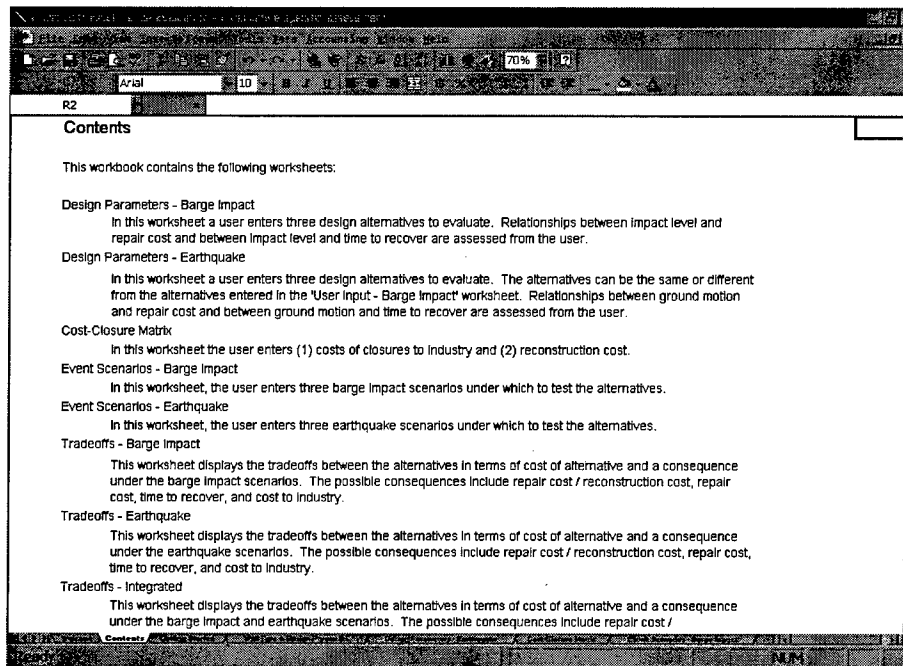 File
Accounting Window Help
70%
Arial 10 B I U
R2
Contents
This workbook contains the following worksheets:
Design Parameters - Barge Impact
In this worksheet a user enters three design alternatives to evaluate. Relationships between impact level and
repair cost and between impact level and time to recover are assessed from the user.
Design Parameters - Earthquake
In this worksheet a user enters three design alternatives to evaluate. The alternatives can be the same or different
from the alternatives entered in the 'User Input - Barge Impact' worksheet. Relationships between ground motion
and repair cost and between ground motion and time to recover are assessed from the user.
Cost-Closure Matrix
In this worksheet the user enters (1) costs of closures to industry and (2) reconstruction cost.
Event Scenarios - Barge Impact
In this worksheet, the user enters three barge impact scenarios under which to test the alternatives.
Event Scenarios - Earthquake
In this worksheet, the user enters three earthquake scenarios under which to test the alternatives.
Tradeoffs - Barge Impact
This worksheet displays the tradeoffs between the alternatives in terms of cost of alternative and a consequence
under the barge impact scenarios. The possible consequences include repair cost / reconstruction cost, repair
cost, time to recover, and cost to industry.
Tradeoffs - Earthquake
This worksheet displays the tradeoffs between the alternatives in terms of cost of alternative and a consequence
under the earthquake scenarios. The possible consequences include repair cost / reconstruction cost, repair cost,
time to recover, and cost to industry.
Tradeoffs - Integrated
This worksheet displays the tradeoffs between the alternatives in terms of cost of alternative and a consequence
under the barge impact and earthquake scenarios. The possible consequences include repair cost /
Contents
Ready NUM